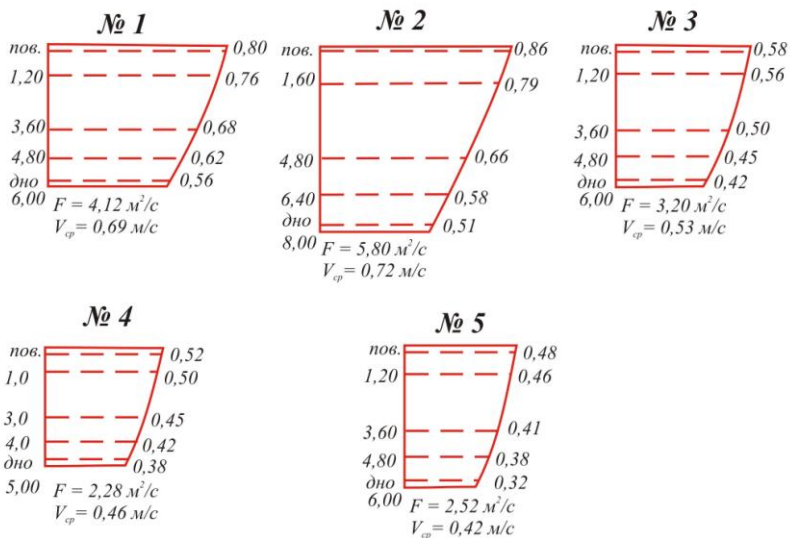 № 1
пов.
0,80
1,20
0,76
3,60
0,68
4,80
0,62
дно
0,56
6,00
F = 4,12 м²/с
Vср= 0,69 м/с
№ 2
пов.
0,86
1,60
0,79
4,80
0,66
6,40
0,58
дно
0,51
8,00
F = 5,80 м²/с
Vср= 0,72 м/с
№ 3
пов.
0,58
1,20
0,56
3,60
0,50
4,80
0,45
дно
0,42
6,00
F = 3,20 м²/с
Vср= 0,53 м/с
№ 4
пов.
0,52
1,0
0,50
3,0
0,45
4,0
0,42
дно
0,38
5,00
F = 2,28 м²/с
Vср= 0,46 м/с
№ 5
пов.
0,48
1,20
0,46
3,60
0,41
4,80
0,38
дно
0,32
6,00
F = 2,52 м²/с
Vср= 0,42 м/с